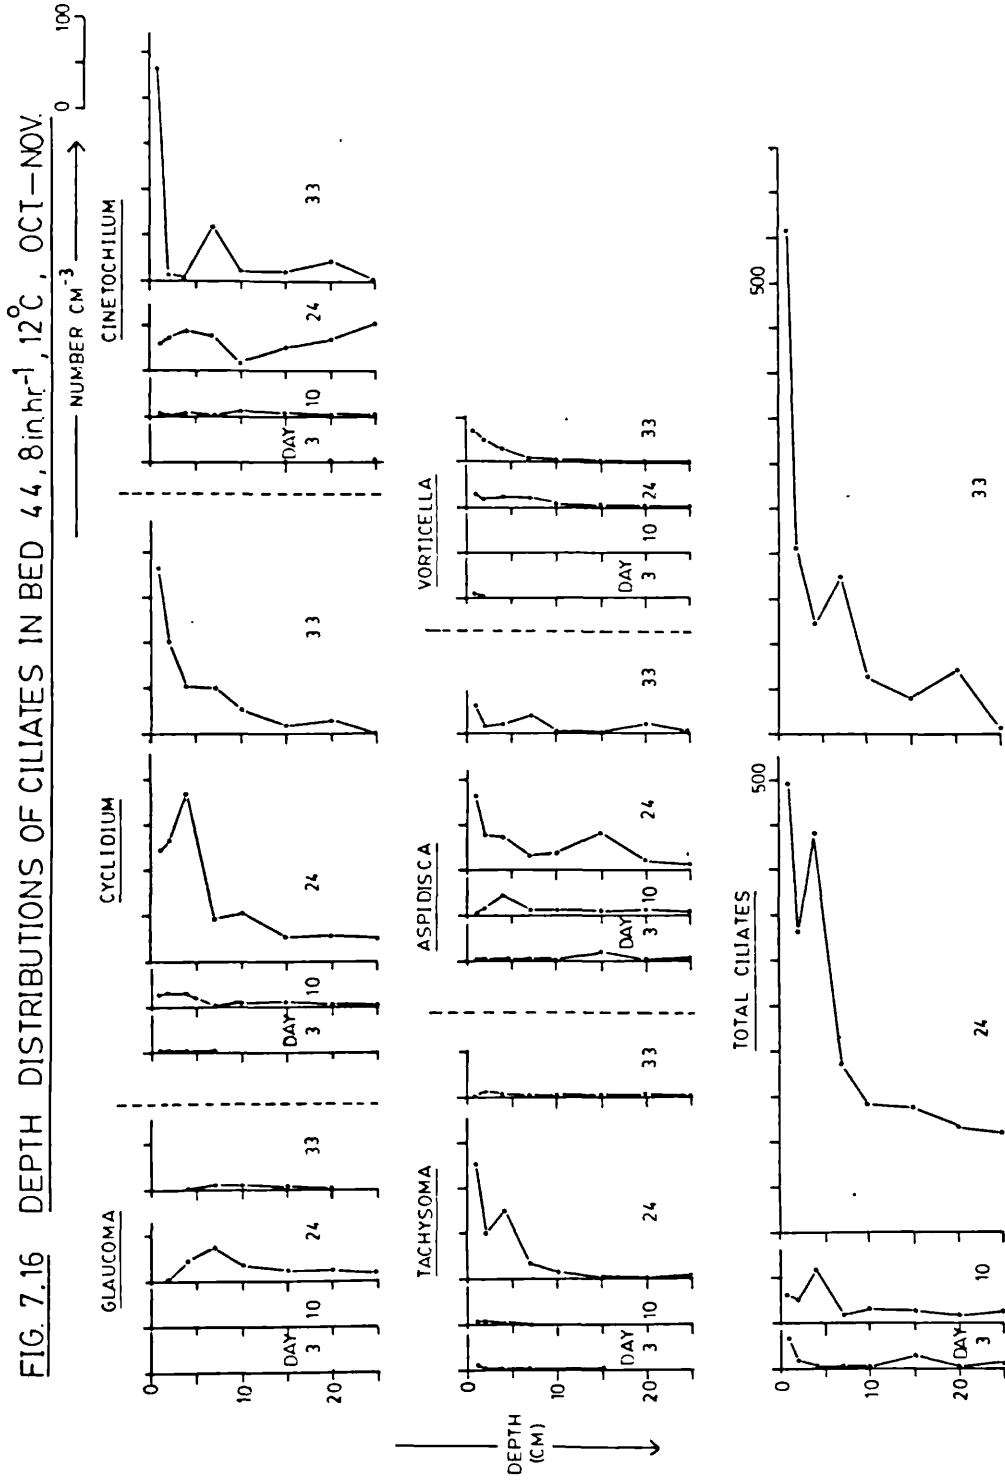 FIG. 7.16 DEPTH DISTRIBUTIONS OF CILIATES IN BED 44, 8in.hr⁻¹, 12°C, OCT–NOV.
NUMBER CM⁻³
0 100
GLAUCOMA
0
10
20
DAY 3
10
24
33
CYCLIDIUM
DAY 3
10
24
33
CINETOCHILUM
DAY 3
10
24
33
DEPTH (CM)
TACHYSOMA
0
10
20
DAY 3
10
24
33
ASPIDISCA
DAY 3
10
24
33
VORTICELLA
DAY 3
10
24
33
TOTAL CILIATES
0
10
20
DAY 3
10
500
24
500
33